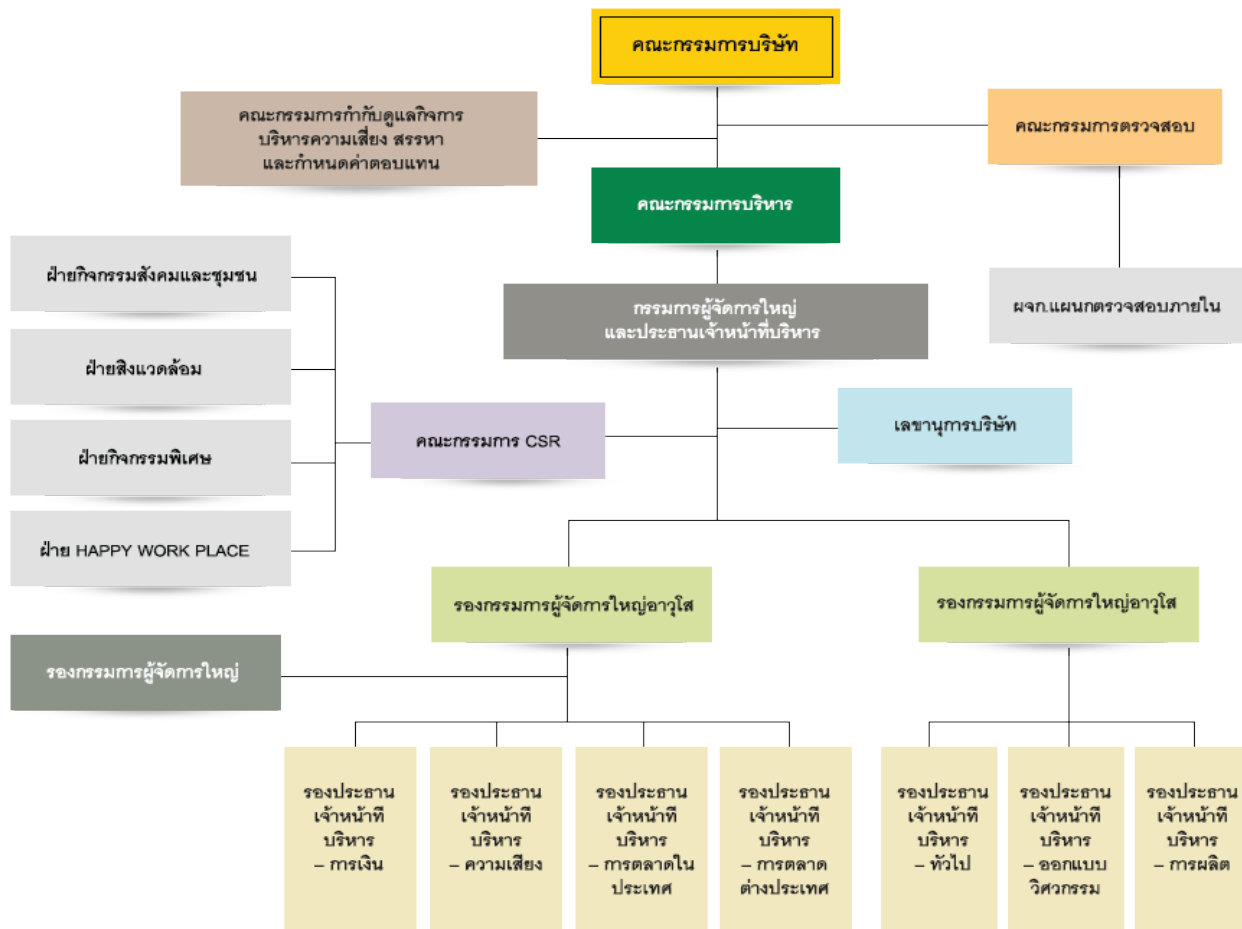 คณะกรรมการบริษัท
คณะกรรมการกำกับดูแลกิจการ
บริหารความเสี่ยง สรรหา
และกำหนดค่าตอบแทน
คณะกรรมการตรวจสอบ
คณะกรรมการบริหาร
ฝ่ายกิจกรรมสังคมและชุมชน
กรรมการผู้จัดการใหญ่
และประธานเจ้าหน้าที่บริหาร
ผจก.แผนกตรวจสอบภายใน
ฝ่ายสิ่งแวดล้อม
คณะกรรมการ CSR
เลขานุการบริษัท
ฝ่ายกิจกรรมพิเศษ
ฝ่าย HAPPY WORK PLACE
รองกรรมการผู้จัดการใหญ่อาวุโส
รองกรรมการผู้จัดการใหญ่อาวุโส
รองกรรมการผู้จัดการใหญ่
รองประธาน
เจ้าหน้าที่
บริหาร
– การเงิน
รองประธาน
เจ้าหน้าที่
บริหาร
– ความเสี่ยง
รองประธาน
เจ้าหน้าที่
บริหาร
– การตลาดใน
ประเทศ
รองประธาน
เจ้าหน้าที่
บริหาร
– การตลาด
ต่างประเทศ
รองประธาน
เจ้าหน้าที่
บริหาร
– ทั่วไป
รองประธาน
เจ้าหน้าที่
บริหาร
– ออกแบบ
วิศวกรรม
รองประธาน
เจ้าหน้าที่
บริหาร
– การผลิต